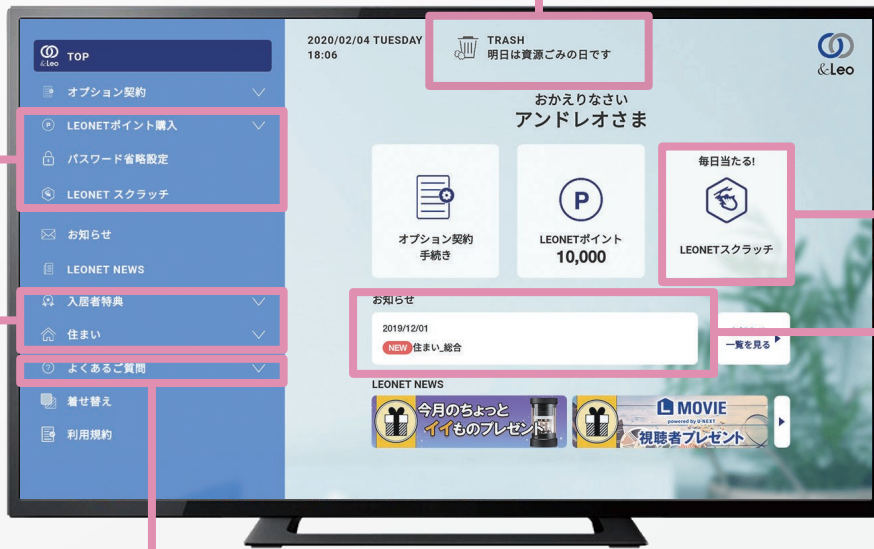 &Leo
TOP
オプション契約
LEONETポイント購入
パスワード省略設定
LEONET スクラッチ
お知らせ
LEONET NEWS
入居者特典
住まい
よくあるご質問
着せ替え
利用規約
2020/02/04 TUESDAY
18:06
TRASH
明日は資源ごみの日です
&Leo
おかえりなさい
アンドレオさま
オプション契約
手続き
P
LEONETポイント
10,000
毎日当たる!
LEONETスクラッチ
お知らせ
2019/12/01
NEW 住まい_総合
一覧を見る
LEONET NEWS
今月のちょっと
イイものプレゼント
L MOVIE
powered by U-NEXT
視聴者プレゼント